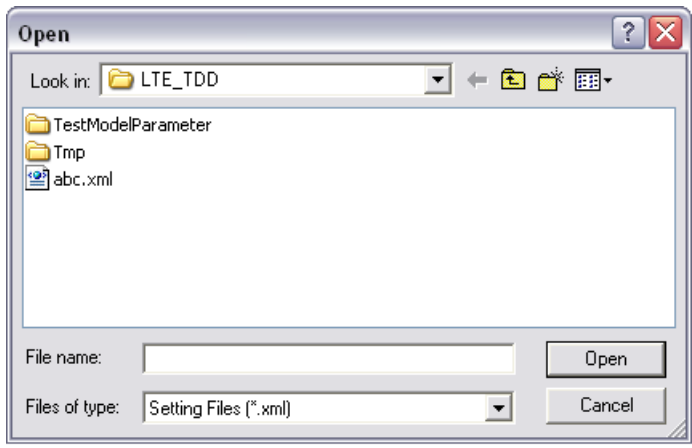 Open
Look in: LTE_TDD
TestModelParameter
Tmp
abc.xml
File name: Open
Files of type: Setting Files (*.xml) Cancel